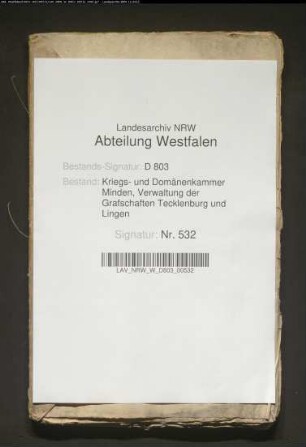 Landesarchiv NRW
Abteilung Westfalen
Bestands-Signatur: D 803
Bestand: Kriegs- und Domänenkammer
Minden, Verwaltung der
Grafschaften Tecklenburg und
Lingen
Signatur: Nr. 532
LAV_NRW_W_D803_00532